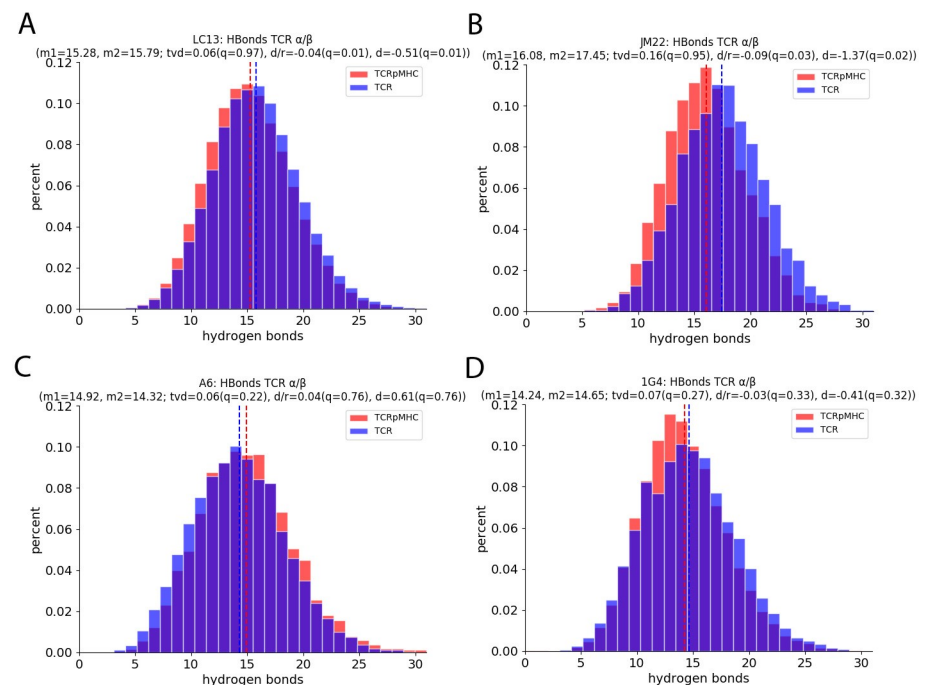 A
LC13: HBonds TCR α/β
(m1=15.28, m2=15.79; tvd=0.06(q=0.97), d/r=-0.04(q=0.01), d=-0.51(q=0.01))
0.12
0.10
0.08
0.06
0.04
0.02
0.00
percent
TCRpMHC
TCR
0 5 10 15 20 25 30
hydrogen bonds
B
JM22: HBonds TCR α/β
(m1=16.08, m2=17.45; tvd=0.16(q=0.95), d/r=-0.09(q=0.03), d=-1.37(q=0.02))
0.12
0.10
0.08
0.06
0.04
0.02
0.00
percent
TCRpMHC
TCR
0 5 10 15 20 25 30
hydrogen bonds
C
A6: HBonds TCR α/β
(m1=14.92, m2=14.32; tvd=0.06(q=0.22), d/r=0.04(q=0.76), d=0.61(q=0.76))
0.12
0.10
0.08
0.06
0.04
0.02
0.00
percent
TCRpMHC
TCR
0 5 10 15 20 25 30
hydrogen bonds
D
1G4: HBonds TCR α/β
(m1=14.24, m2=14.65; tvd=0.07(q=0.27), d/r=-0.03(q=0.33), d=-0.41(q=0.32))
0.12
0.10
0.08
0.06
0.04
0.02
0.00
percent
TCRpMHC
TCR
0 5 10 15 20 25 30
hydrogen bonds